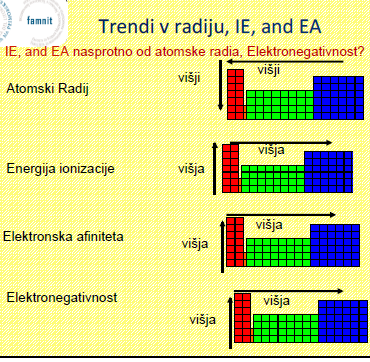 famnit
Trendi v radiju, IE, and EA
IE, and EA nasprotno od atomske radia, Elektronegativnost?
višji
višji
Atomski Radij
višja
Energija ionizacije
višja
višja
Elektronska afiniteta
višja
Elektronegativnost
višja
višja